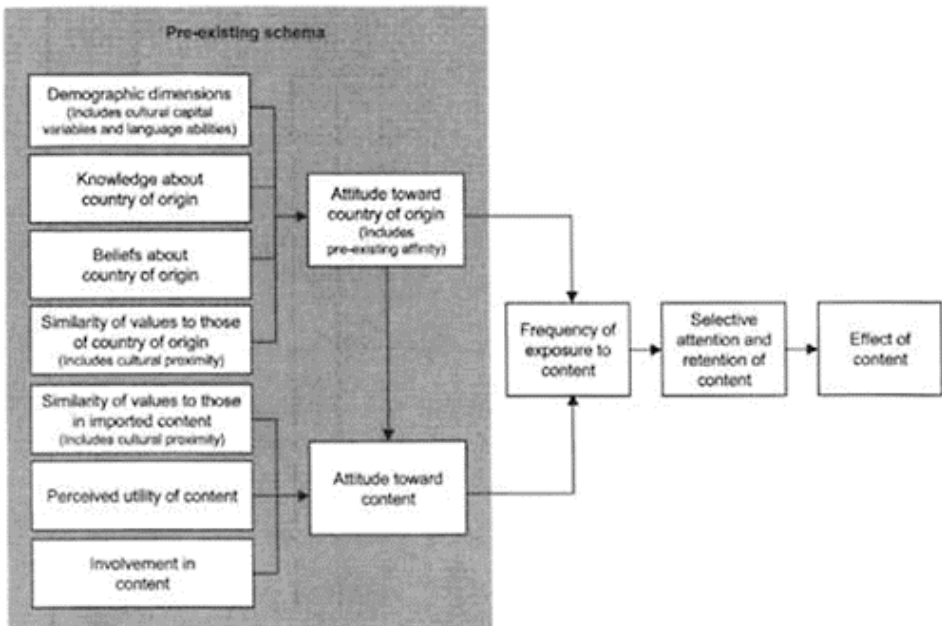 Pre-existing schema
Demographic dimensions
(Includes cultural capital
variables and language abilities)
Knowledge about
country of origin
Beliefs about
country of origin
Similarity of values to those
of country of origin
(Includes cultural proximity)
Similarity of values to those
in imported content
(Includes cultural proximity)
Perceived utility of content
Involvement in
content
Attitude toward
country of origin
(Includes
pre-existing affinity)
Attitude toward
content
Frequency of
exposure to
content
Selective
attention and
retention of
content
Effect of
content